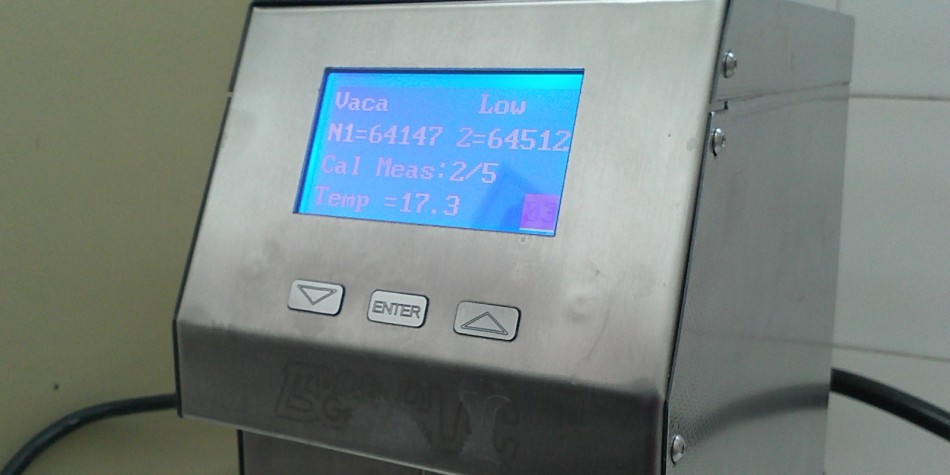 Vaca Low
N1=64147 2=64512
Cal Meas:2/5
Temp =17.3
ENTER